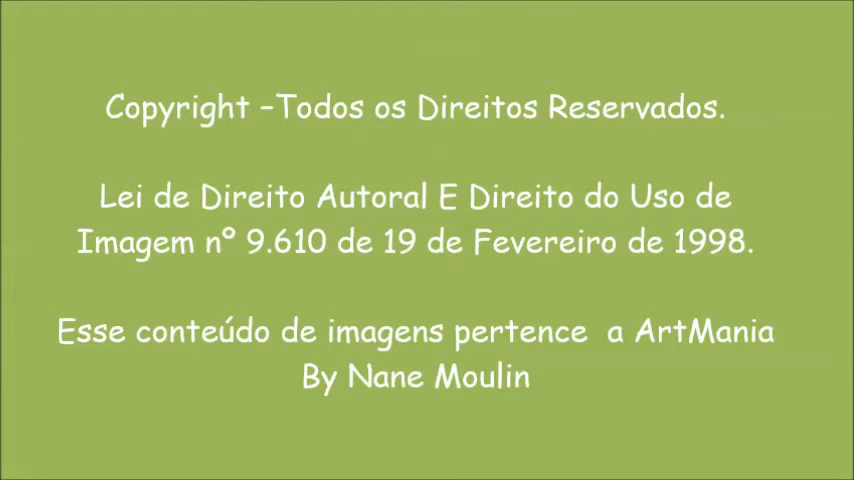 Copyright –Todos os Direitos Reservados.
Lei de Direito Autoral E Direito do Uso de
Imagem nº 9.610 de 19 de Fevereiro de 1998.
Esse conteúdo de imagens pertence  a ArtMania
By Nane Moulin